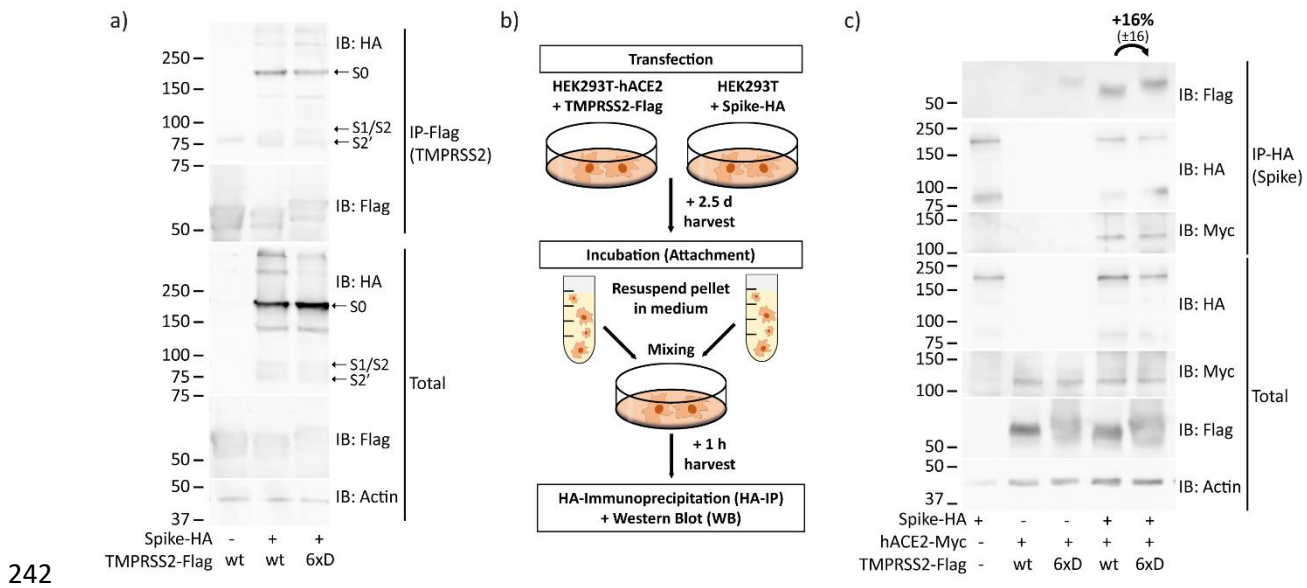 a)
IB: HA
250
150
100
75
← S0
← S1/S2
← S2'
IP-Flag
(TMPRSS2)
75
50
IB: Flag
IB: HA
250
150
100
75
← S0
← S1/S2
← S2'
Total
50
IB: Flag
50
37
IB: Actin
Spike-HA - + +
TMPRSS2-Flag wt wt 6xD
242
b)
Transfection
HEK293T-hACE2
+ TMPRSS2-Flag
HEK293T
+ Spike-HA
+ 2.5 d
harvest
Incubation (Attachment)
Resuspend pellet
in medium
Mixing
+ 1 h
harvest
HA-Immunoprecipitation (HA-IP)
+ Western Blot (WB)
c)
+16%
(±16)
50
IB: Flag
250
150
100
75
IB: HA
IP-HA
(Spike)
150
100
IB: Myc
250
150
100
75
IB: HA
150
100
IB: Myc
Total
50
IB: Flag
50
37
IB: Actin
Spike-HA + - - + +
hACE2-Myc - + + + +
TMPRSS2-Flag - wt 6xD wt 6xD